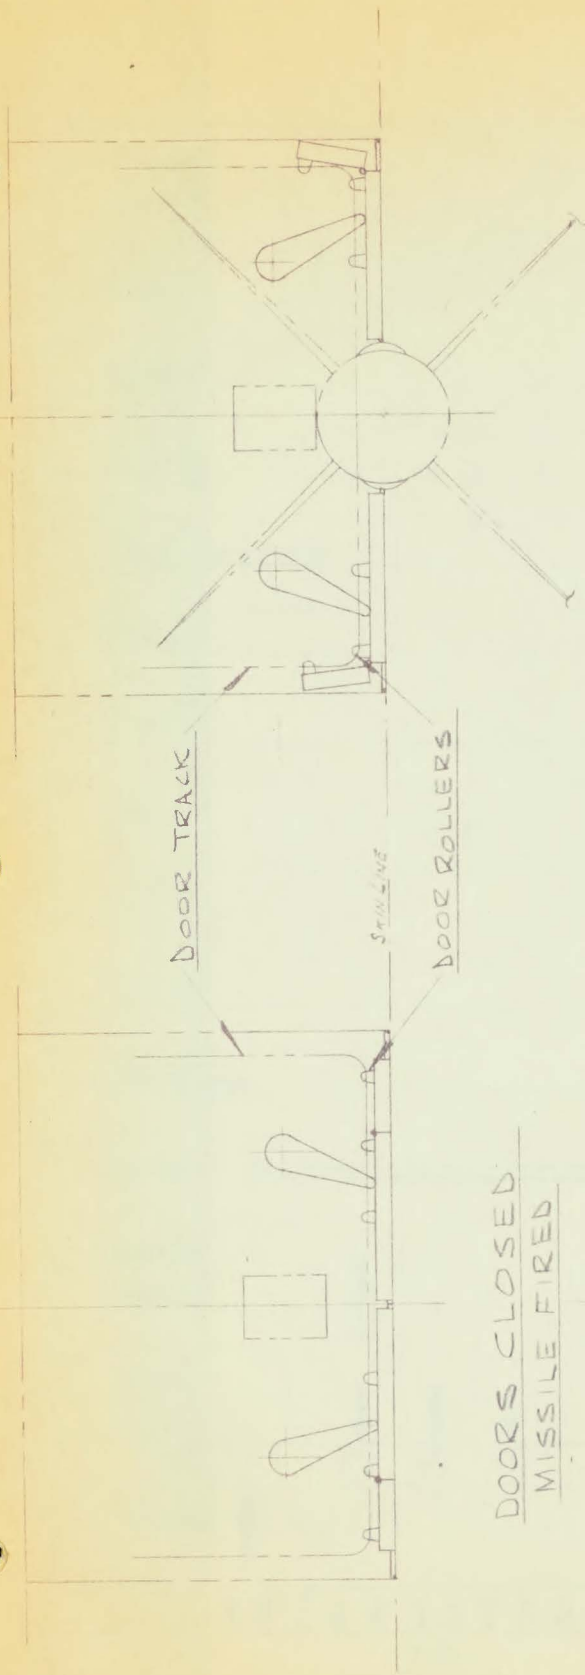 DOOR TRACK
SKIN LINE
DOOR ROLLERS
DOORS CLOSED
MISSILE FIRED